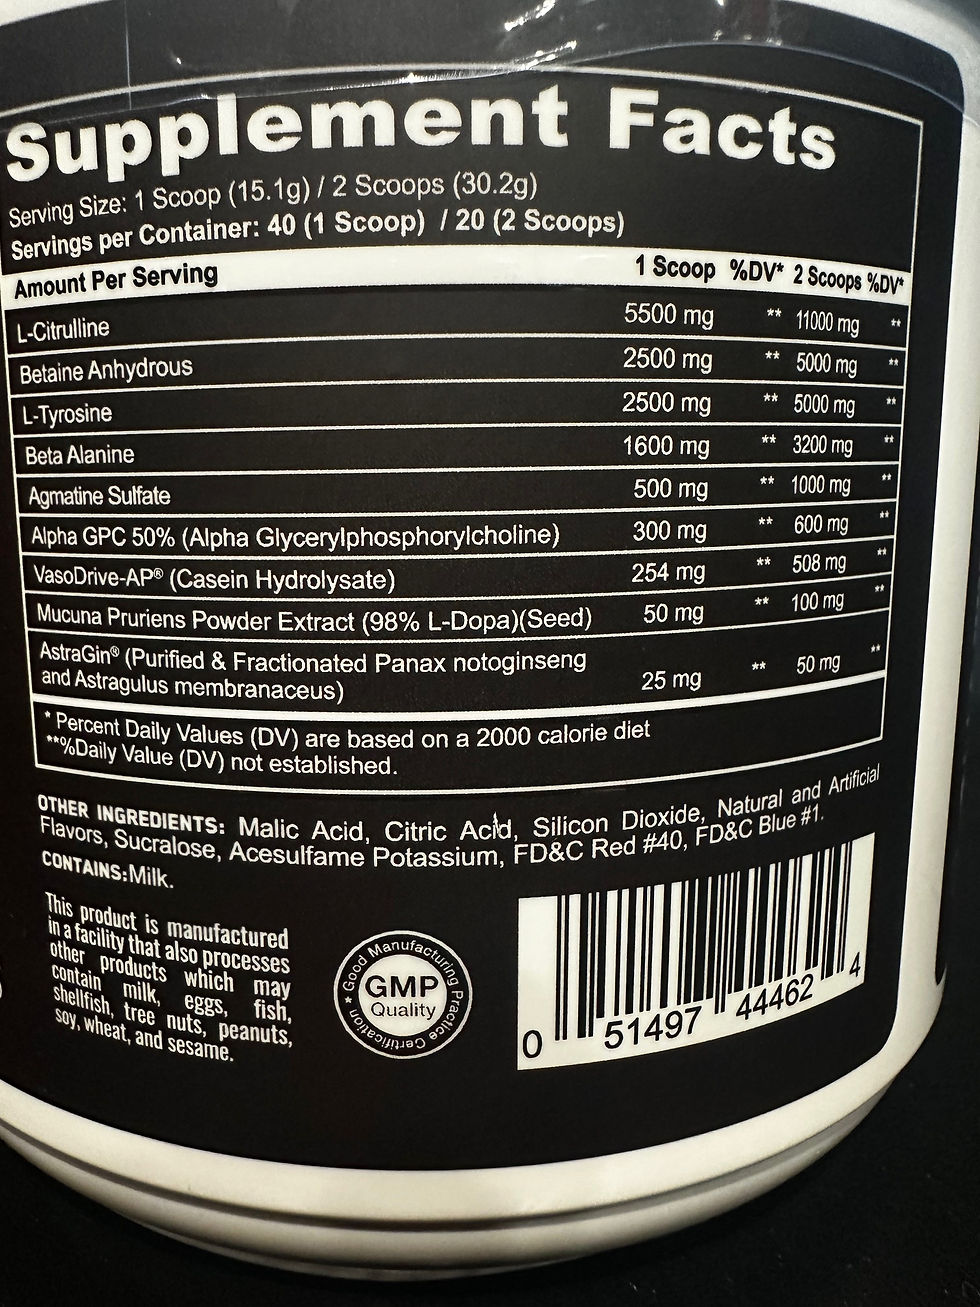 Supplement Facts
Serving Size: 1 Scoop (15.1g) / 2 Scoops (30.2g)
Servings per Container: 40 (1 Scoop) / 20 (2 Scoops)
Amount Per Serving 1 Scoop %DV* 2 Scoops %DV*
L-Citrulline 5500 mg ** 11000 mg **
Betaine Anhydrous 2500 mg ** 5000 mg **
L-Tyrosine 2500 mg ** 5000 mg **
Beta Alanine 1600 mg ** 3200 mg **
Agmatine Sulfate 500 mg ** 1000 mg **
Alpha GPC 50% (Alpha Glycerylphosphorylcholine) 300 mg ** 600 mg **
VasoDrive-AP® (Casein Hydrolysate) 254 mg ** 508 mg **
Mucuna Pruriens Powder Extract (98% L-Dopa)(Seed) 50 mg ** 100 mg **
AstraGin® (Purified & Fractionated Panax notoginseng
and Astragulus membranaceus) 25 mg ** 50 mg **
* Percent Daily Values (DV) are based on a 2000 calorie diet
**%Daily Value (DV) not established.
OTHER INGREDIENTS: Malic Acid, Citric Acid, Silicon Dioxide, Natural and Artificial
Flavors, Sucralose, Acesulfame Potassium, FD&C Red #40, FD&C Blue #1.
CONTAINS:Milk.
This product is manufactured
in a facility that also processes
other products which may
contain milk, eggs, fish,
shellfish, tree nuts, peanuts,
soy, wheat, and sesame.
Good Manufacturing Practice Certification
GMP
Quality
0 51497 44462 4